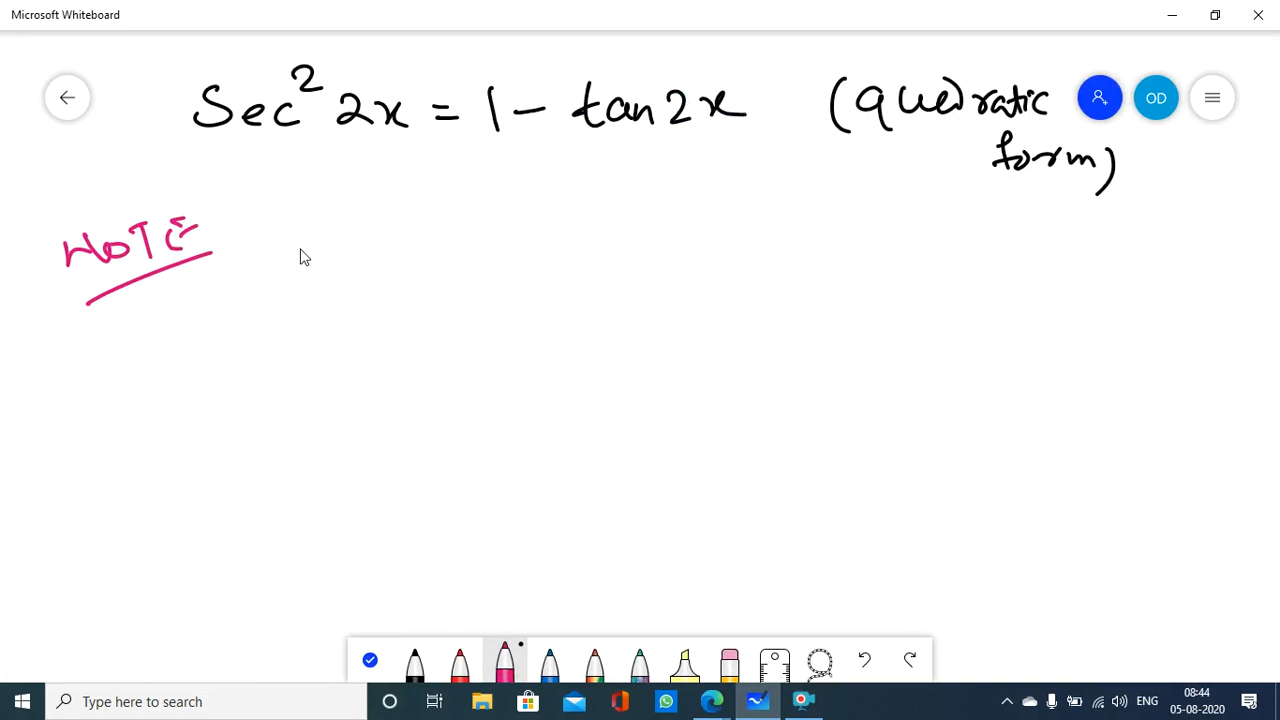 Microsoft Whiteboard
Sec² 2x = 1 - tan 2x (quadratic
form)
OD
NOTE
Type here to search
ENG
08:44
05-08-2020